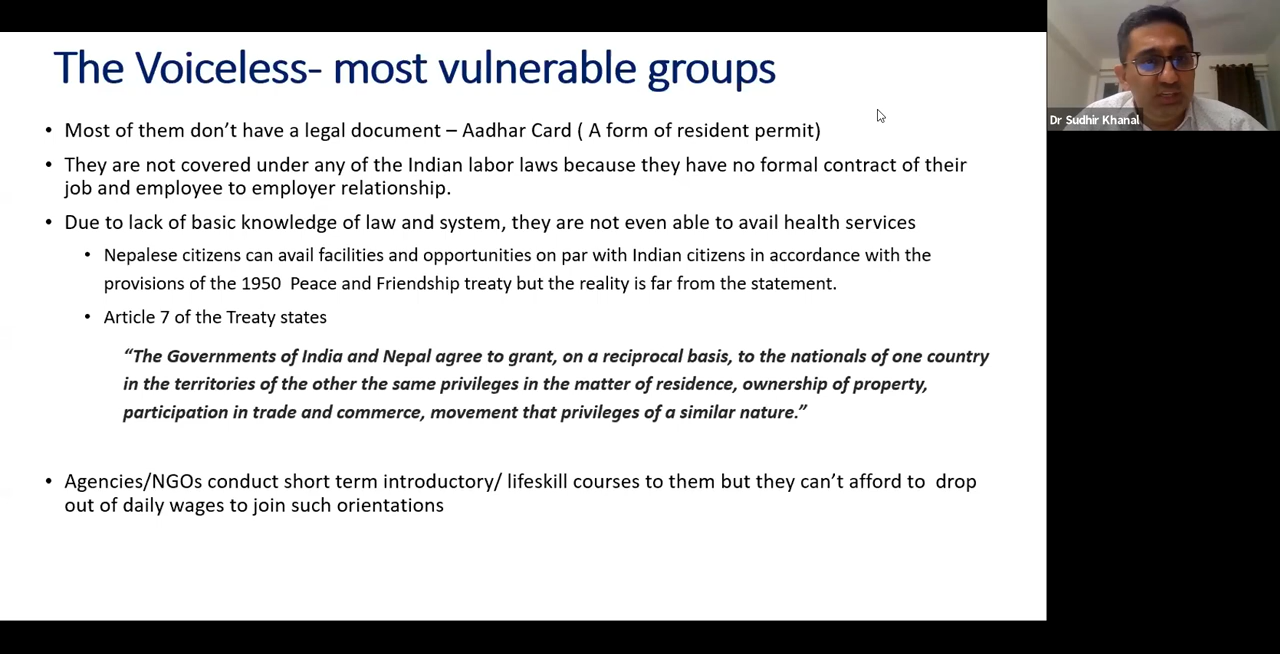 The Voiceless- most vulnerable groups
• Most of them don't have a legal document – Aadhar Card ( A form of resident permit)
• They are not covered under any of the Indian labor laws because they have no formal contract of their
job and employee to employer relationship.
• Due to lack of basic knowledge of law and system, they are not even able to avail health services
• Nepalese citizens can avail facilities and opportunities on par with Indian citizens in accordance with the
provisions of the 1950 Peace and Friendship treaty but the reality is far from the statement.
• Article 7 of the Treaty states
“The Governments of India and Nepal agree to grant, on a reciprocal basis, to the nationals of one country
in the territories of the other the same privileges in the matter of residence, ownership of property,
participation in trade and commerce, movement that privileges of a similar nature.”
• Agencies/NGOs conduct short term introductory/ lifeskill courses to them but they can't afford to drop
out of daily wages to join such orientations
Dr Sudhir Khanal